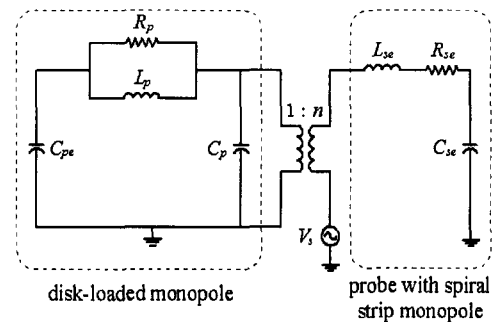 R_p
L_p
C_pe
C_p
1 : n
V_s
L_se
R_se
C_se
disk-loaded monopole
probe with spiral
strip monopole